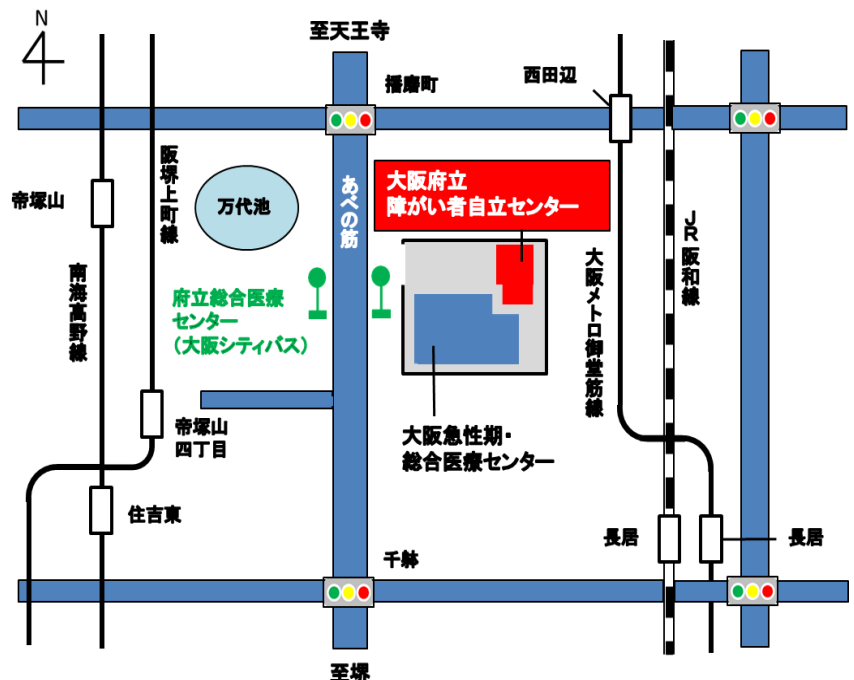 N
至天王寺
播磨町
西田辺
阪堺上町線
帝塚山
万代池
あべの筋
大阪府立
障がい者自立センター
JR阪和線
大阪メトロ御堂筋線
南海高野線
府立総合医療
センター
（大阪シティバス）
帝塚山
四丁目
大阪急性期・
総合医療センター
住吉東
長居
長居
千躰
至堺